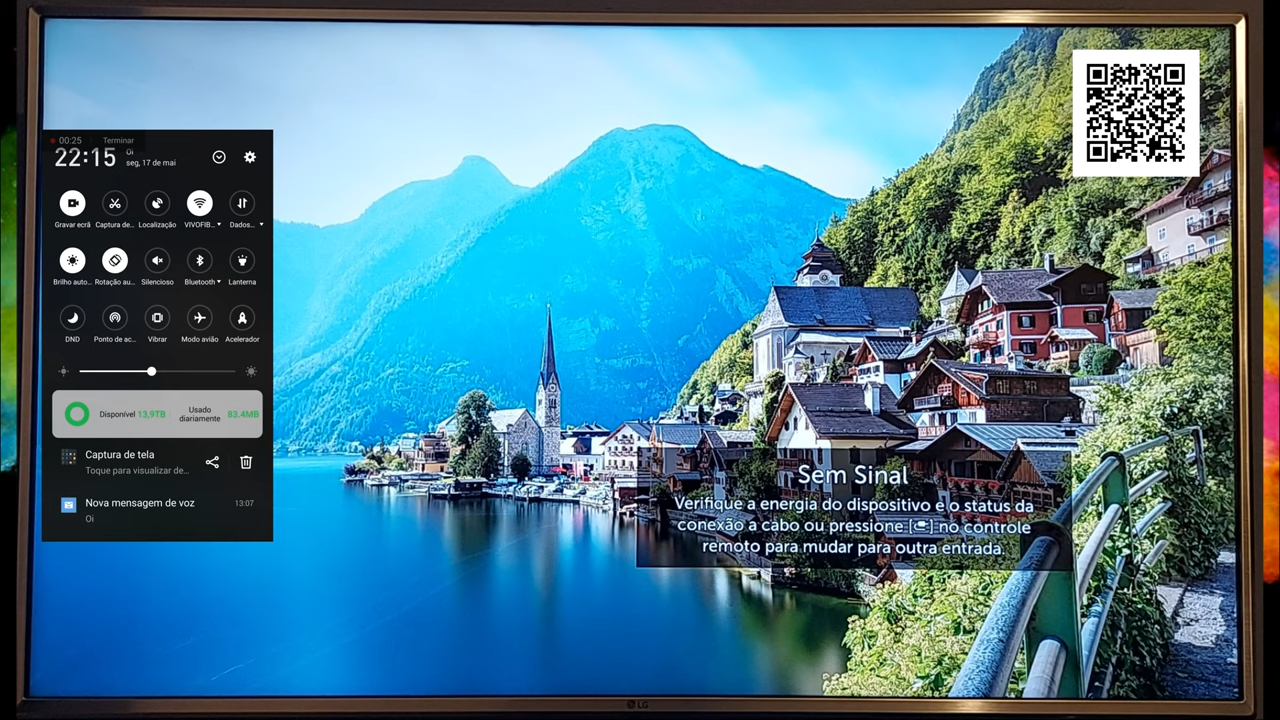 00:25 Terminar
22:15 Oi
seg, 17 de mai
Gravar ecrã Captura de... Localização VIVOFIB... Dados...
Brilho auto... Rotação au... Silencioso Bluetooth Lanterna
DND Ponto de ac... Vibrar Modo avião Acelerador
Disponível 13,9TB Usado diariamente 83.4MB
Captura de tela
Toque para visualizar de...
Nova mensagem de voz 13:07
Oi
Sem Sinal
Verifique a energia do dispositivo e o status da
conexão a cabo ou pressione [ ] no controle
remoto para mudar para outra entrada.
LG